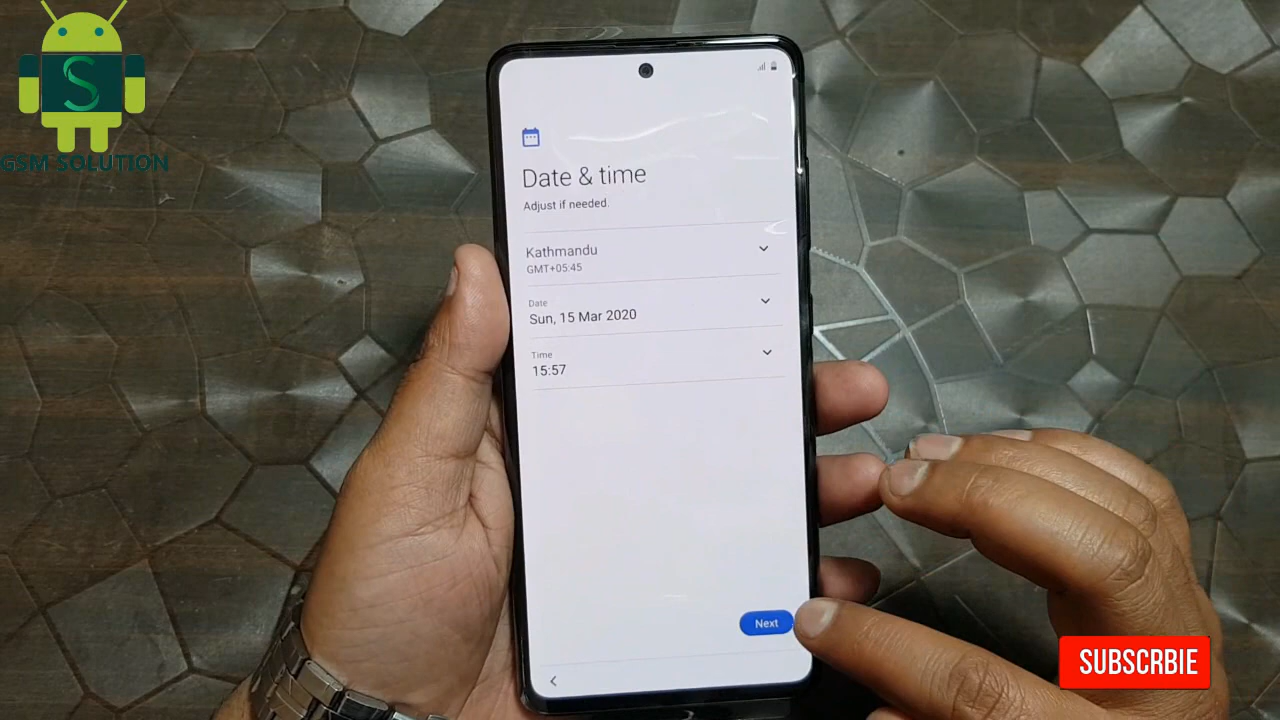 S
GSM SOLUTION
Date & time
Adjust if needed.
Kathmandu
GMT+05:45
Date
Sun, 15 Mar 2020
Time
15:57
Next
SUBSCRBIE